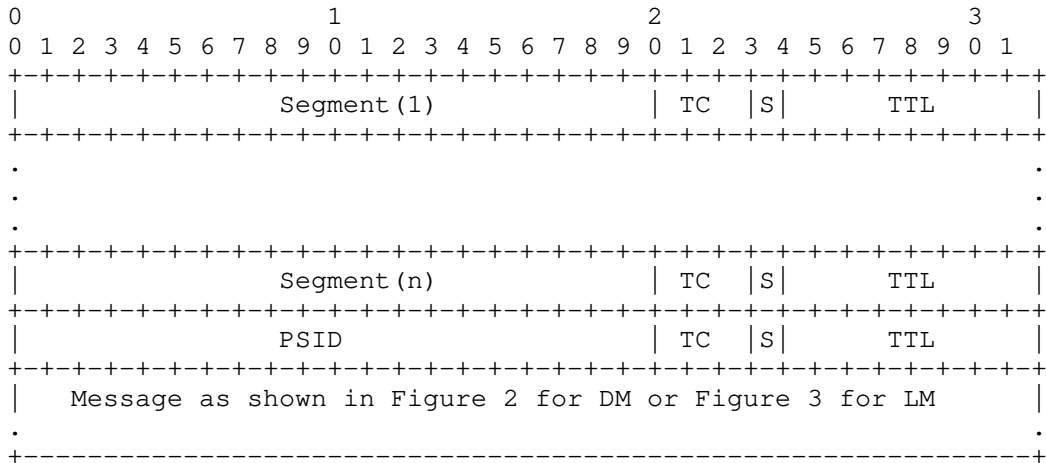 0                   1                   2                   3
0 1 2 3 4 5 6 7 8 9 0 1 2 3 4 5 6 7 8 9 0 1 2 3 4 5 6 7 8 9 0 1
+-+-+-+-+-+-+-+-+-+-+-+-+-+-+-+-+-+-+-+-+-+-+-+-+-+-+-+-+-+-+-+-+
|                Segment(1)             | TC  |S|      TTL      |
+-+-+-+-+-+-+-+-+-+-+-+-+-+-+-+-+-+-+-+-+-+-+-+-+-+-+-+-+-+-+-+-+
.                                                               .
.                                                               .
.                                                               .
+-+-+-+-+-+-+-+-+-+-+-+-+-+-+-+-+-+-+-+-+-+-+-+-+-+-+-+-+-+-+-+-+
|                Segment(n)             | TC  |S|      TTL      |
+-+-+-+-+-+-+-+-+-+-+-+-+-+-+-+-+-+-+-+-+-+-+-+-+-+-+-+-+-+-+-+-+
|                PSID                   | TC  |S|      TTL      |
+-+-+-+-+-+-+-+-+-+-+-+-+-+-+-+-+-+-+-+-+-+-+-+-+-+-+-+-+-+-+-+-+
|   Message as shown in Figure 2 for DM or Figure 3 for LM      |
.                                                               .
+---------------------------------------------------------------+